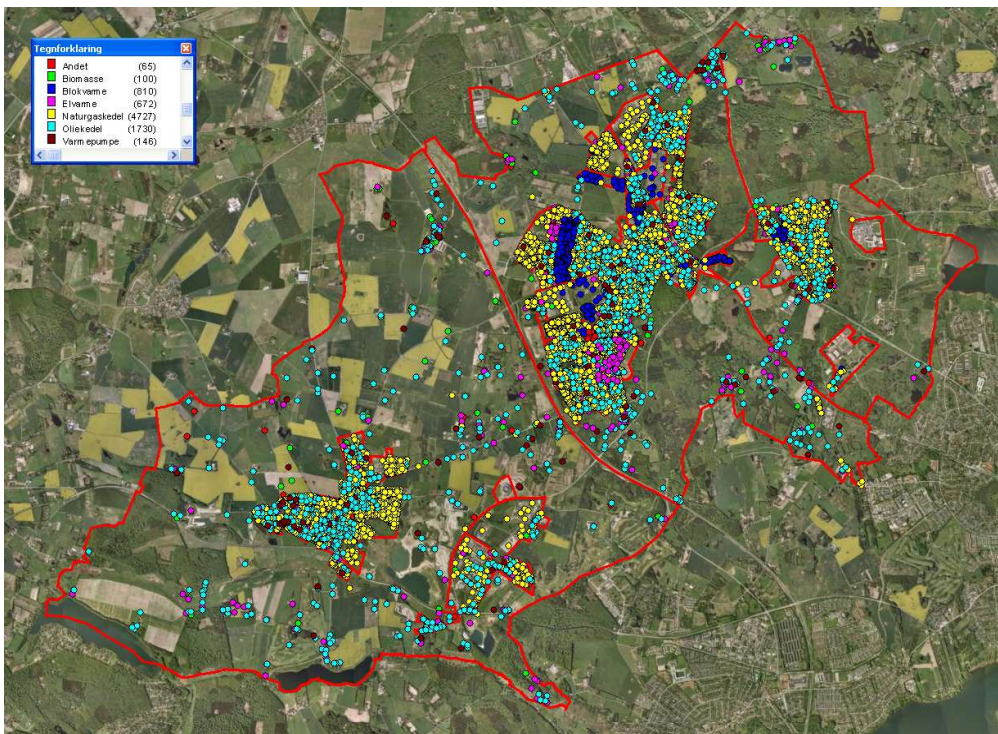 Tegnforklaring
Andet (65)
Biomasse (100)
Blokvarme (810)
Elvarme (672)
Naturgaskedel (4727)
Oliekedel (1730)
Varmepumpe (146)